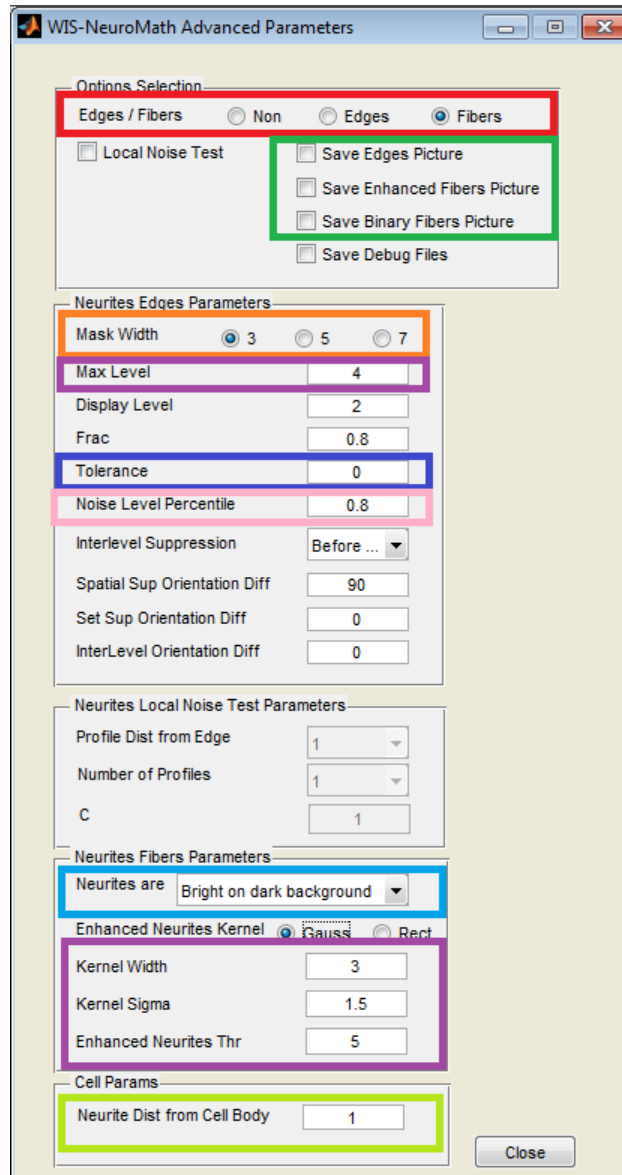 WIS-NeuroMath Advanced Parameters
Options Selection
Edges / Fibers Non Edges Fibers
Local Noise Test Save Edges Picture
Save Enhanced Fibers Picture
Save Binary Fibers Picture
Save Debug Files
Neurites Edges Parameters
Mask Width 3 5 7
Max Level 4
Display Level 2
Frac 0.8
Tolerance 0
Noise Level Percentile 0.8
Interlevel Suppression Before ...
Spatial Sup Orientation Diff 90
Set Sup Orientation Diff 0
InterLevel Orientation Diff 0
Neurites Local Noise Test Parameters
Profile Dist from Edge 1
Number of Profiles 1
C 1
Neurites Fibers Parameters
Neurites are Bright on dark background
Enhanced Neurites Kernel Gauss Rect
Kernel Width 3
Kernel Sigma 1.5
Enhanced Neurites Thr 5
Cell Params
Neurite Dist from Cell Body 1
Close